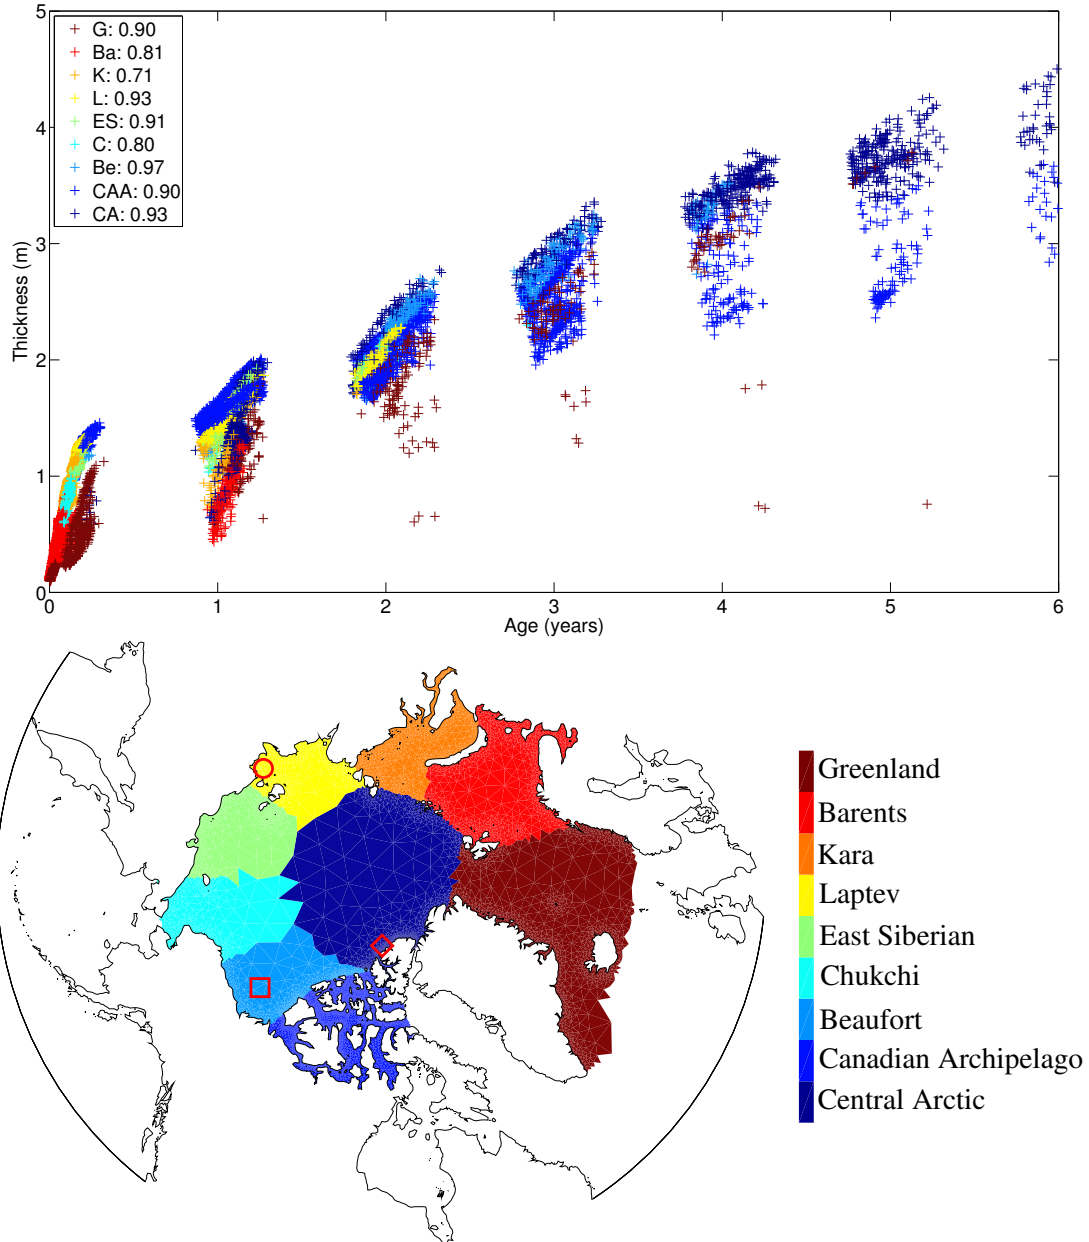 5
4
3
2
1
0
Thickness (m)
G: 0.90
Ba: 0.81
K: 0.71
L: 0.93
ES: 0.91
C: 0.80
Be: 0.97
CAA: 0.90
CA: 0.93
0 1 2 3 4 5 6
Age (years)
Greenland
Barents
Kara
Laptev
East Siberian
Chukchi
Beaufort
Canadian Archipelago
Central Arctic